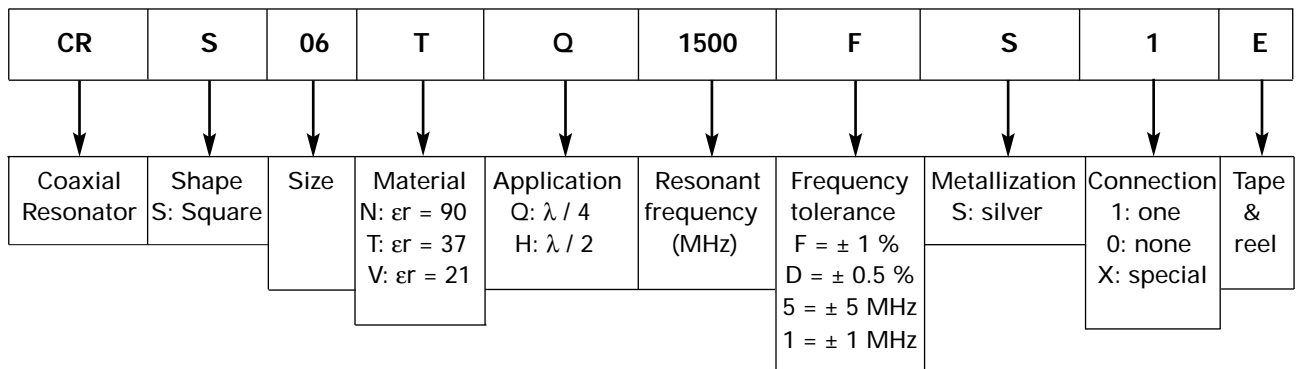 CR S 06 T Q 1500 F S 1 E
Coaxial
Resonator
Shape
S: Square
Size
Material
N: εr = 90
T: εr = 37
V: εr = 21
Application
Q: λ / 4
H: λ / 2
Resonant
frequency
(MHz)
Frequency
tolerance
F = ± 1 %
D = ± 0.5 %
5 = ± 5 MHz
1 = ± 1 MHz
Metallization
S: silver
Connection
1: one
0: none
X: special
Tape
&
reel